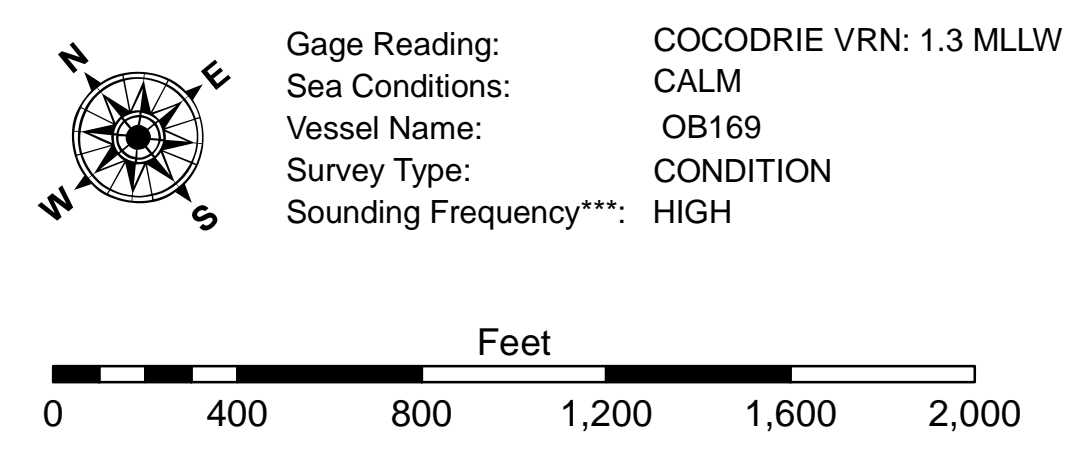 N
E
W
S
Gage Reading: COCODRIE VRN: 1.3 MLLW
Sea Conditions: CALM
Vessel Name: OB169
Survey Type: CONDITION
Sounding Frequency***: HIGH
Feet
0 400 800 1,200 1,600 2,000